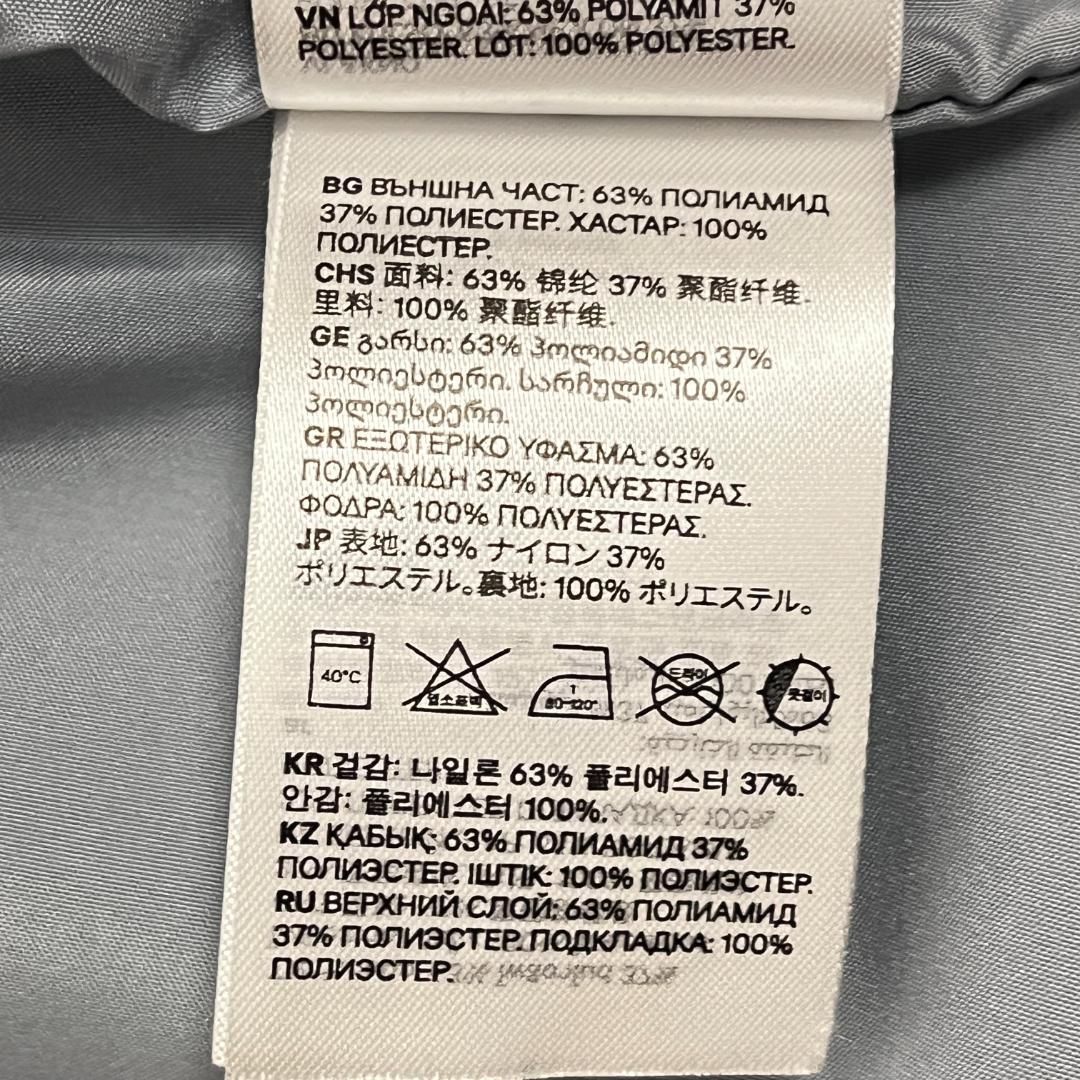 VN LỚP NGOÀI: 63% POLYAMIT 37%
POLYESTER. LÓT: 100% POLYESTER.
BG ВЪНШНА ЧАСТ: 63% ПОЛИАМИД
37% ПОЛИЕСТЕР. ХАСТАР: 100%
ПОЛИЕСТЕР.
CHS 面料: 63% 锦纶 37% 聚酯纤维.
里料: 100% 聚酯纤维.
GE გარსი: 63% პოლიამიდი 37%
პოლიესტერი. სარჩული: 100%
პოლიესტერი.
GR ΕΞΩΤΕΡΙΚΟ ΥΦΑΣΜΑ: 63%
ΠΟΛΥΑΜΙΔΗ 37% ΠΟΛΥΕΣΤΕΡΑΣ.
ΦΟΔΡΑ: 100% ΠΟΛΥΕΣΤΕΡΑΣ.
JP 表地: 63% ナイロン 37%
ポリエステル。裏地: 100% ポリエステル。
40°C 염소표백 1 80-120° 드라이 옷걸이
KR 겉감: 나일론 63% 폴리에스터 37%.
안감: 폴리에스터 100%.
KZ ҚАБЫҚ: 63% ПОЛИАМИД 37%
ПОЛИЭСТЕР. ІШТІК: 100% ПОЛИЭСТЕР.
RU ВЕРХНИЙ СЛОЙ: 63% ПОЛИАМИД
37% ПОЛИЭСТЕР. ПОДКЛАДКА: 100%
ПОЛИЭСТЕР.